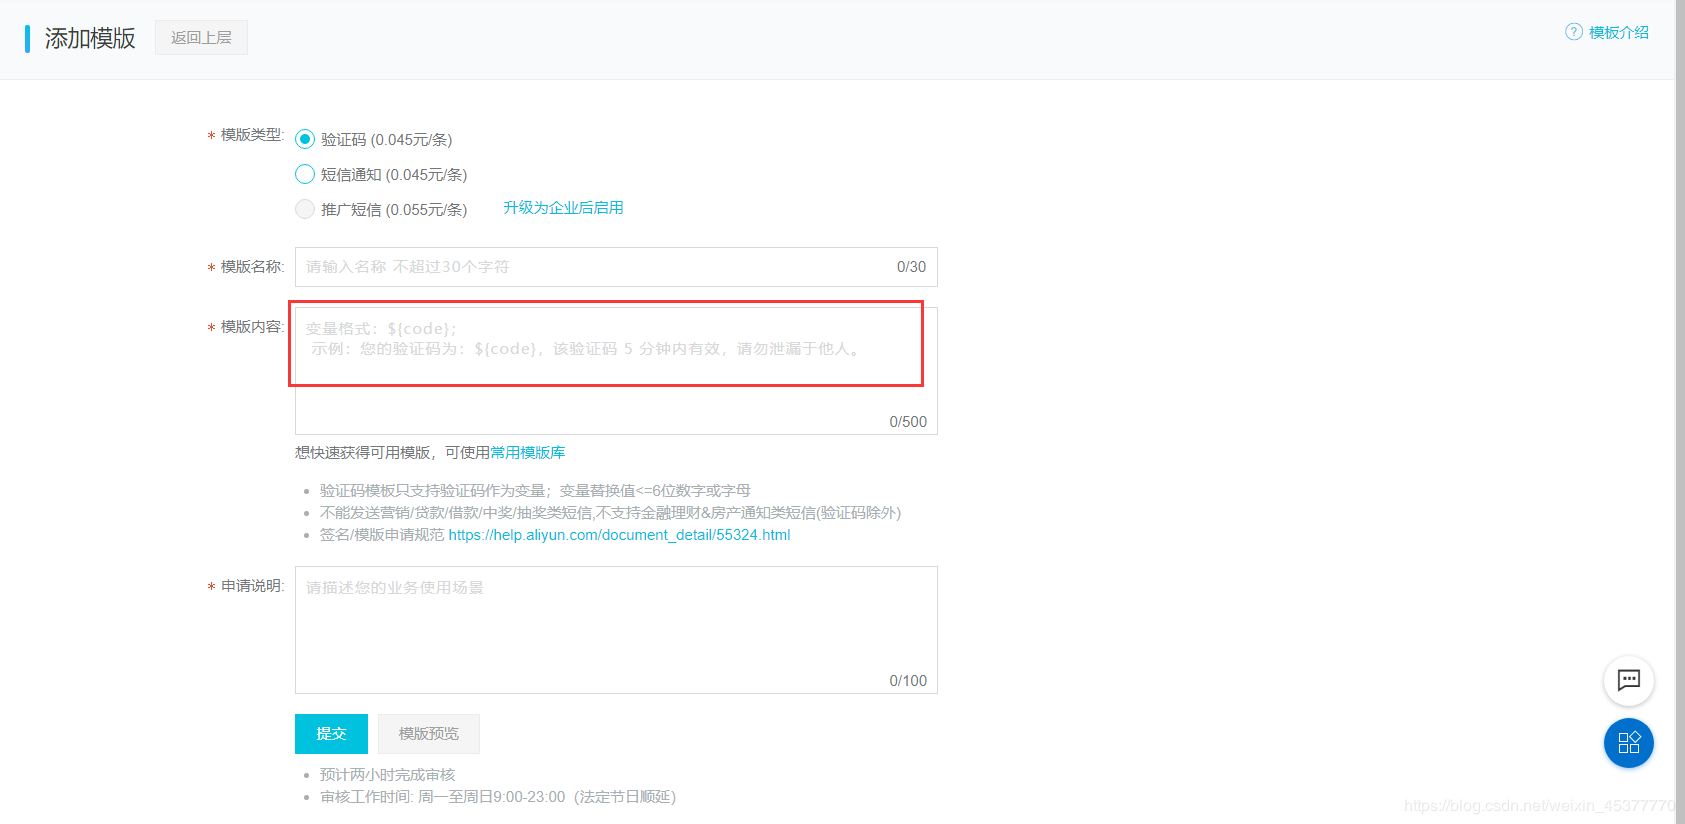 添加模版 返回上层
? 模板介绍
* 模版类型: 验证码 (0.045元/条)
短信通知 (0.045元/条)
推广短信 (0.055元/条) 升级为企业后启用
* 模版名称: 请输入名称 不超过30个字符 0/30
* 模版内容: 变量格式：${code};
示例：您的验证码为：${code}，该验证码 5 分钟内有效，请勿泄漏于他人。
0/500
想快速获得可用模版，可使用常用模版库
验证码模板只支持验证码作为变量；变量替换值<=6位数字或字母
不能发送营销/贷款/借款/中奖/抽奖类短信,不支持金融理财&房产通知类短信(验证码除外)
签名/模版申请规范 https://help.aliyun.com/document_detail/55324.html
* 申请说明: 请描述您的业务使用场景
0/100
提交 模版预览
预计两小时完成审核
审核工作时间: 周一至周日9:00-23:00（法定节日顺延）
https://blog.csdn.net/weixin_45377770